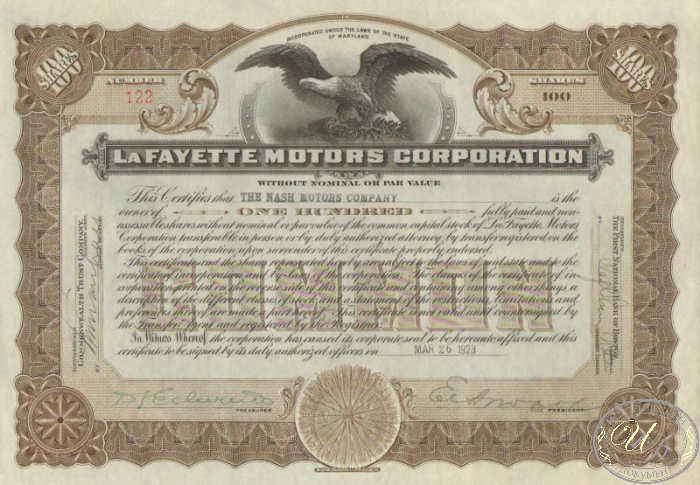 INCORPORATED UNDER THE LAWS OF THE STATE
OF MARYLAND
100
SHARES
100
SHARES
100
NUMBER
122
SHARES
100
LAFAYETTE MOTORS CORPORATION
WITHOUT NOMINAL OR PAR VALUE
This Certifies that THE NASH MOTORS COMPANY is the
owner of ONE HUNDRED fully paid and non-
assessable shares without nominal or par value of the common capital stock of La Fayette Motors
Corporation transferable in person or by duly authorized attorney by transfer registered on the
books of the corporation upon surrender of this certificate properly endorsed.
This certificate and the shares represented hereby are subject to the laws of said state and to the
certificate of incorporation and by-laws of the corporation. The clauses of the certificate of in-
corporation printed on the reverse side of this certificate and containing among other things a
description of the different classes of stock and a statement of the restrictions, limitations and
preferences thereof are made a part hereof. This certificate is not valid until countersigned by
the Transfer Agent and registered by the Registrar.
In Witness Whereof the corporation has caused its corporate seal to be hereunto affixed and this
certificate to be signed by its duly authorized officers on MAR 26 1923
COMMONWEALTH TRUST COMPANY,
THE FIRST NATIONAL BANK OF BOSTON
TREASURER
VICE PRESIDENT
ДОКУМЕНТ